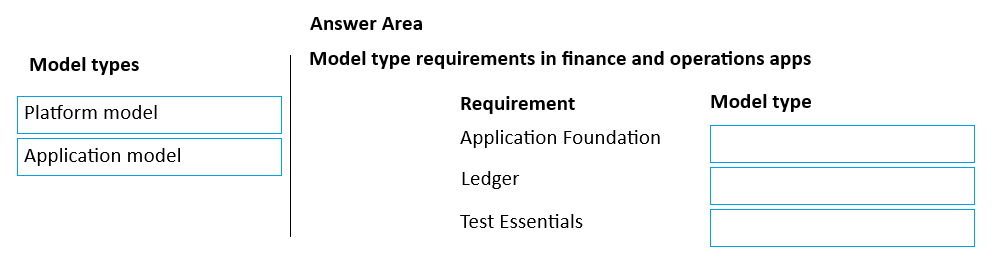 Answer Area
Model types
Model type requirements in finance and operations apps
Platform model
Application model
Requirement
Model type
Application Foundation
Ledger
Test Essentials